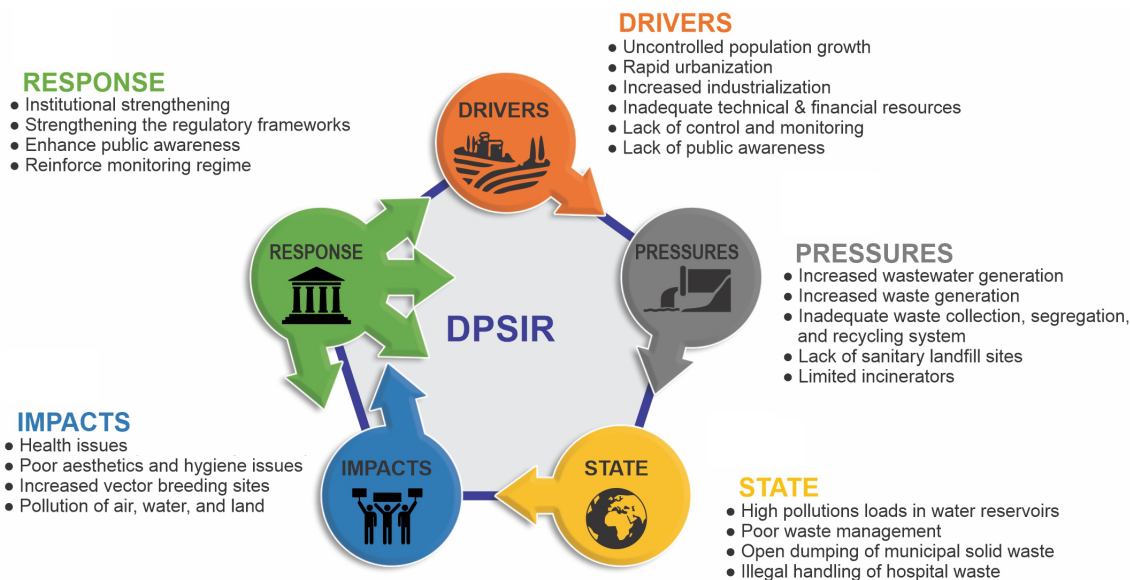 DRIVERS
● Uncontrolled population growth
● Rapid urbanization
● Increased industrialization
● Inadequate technical & financial resources
● Lack of control and monitoring
● Lack of public awareness
RESPONSE
● Institutional strengthening
● Strengthening the regulatory frameworks
● Enhance public awareness
● Reinforce monitoring regime
DRIVERS
RESPONSE
PRESSURES
DPSIR
PRESSURES
● Increased wastewater generation
● Increased waste generation
● Inadequate waste collection, segregation,
and recycling system
● Lack of sanitary landfill sites
● Limited incinerators
IMPACTS
● Health issues
● Poor aesthetics and hygiene issues
● Increased vector breeding sites
● Pollution of air, water, and land
IMPACTS
STATE
STATE
● High pollutions loads in water reservoirs
● Poor waste management
● Open dumping of municipal solid waste
● Illegal handling of hospital waste